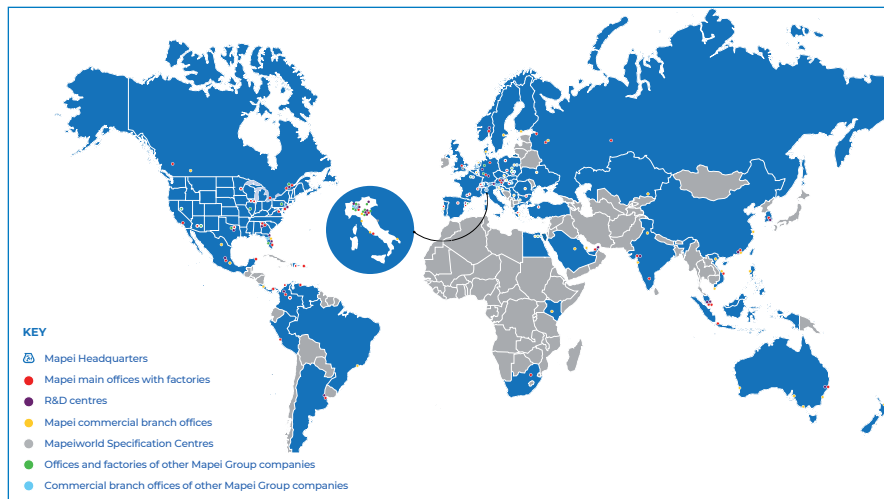 KEY
Mapei Headquarters
Mapei main offices with factories
R&D centres
Mapei commercial branch offices
Mapeiworld Specification Centres
Offices and factories of other Mapei Group companies
Commercial branch offices of other Mapei Group companies